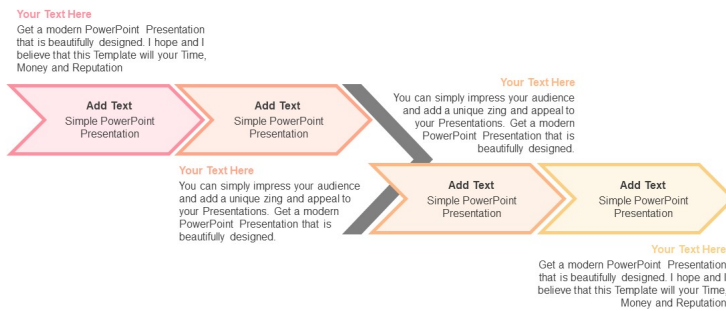 Your Text Here
Get a modern PowerPoint Presentation
that is beautifully designed. I hope and I
believe that this Template will your Time,
Money and Reputation
Add Text
Simple PowerPoint
Presentation
Add Text
Simple PowerPoint
Presentation
Your Text Here
You can simply impress your audience
and add a unique zing and appeal to
your Presentations. Get a modern
PowerPoint Presentation that is
beautifully designed.
Your Text Here
You can simply impress your audience
and add a unique zing and appeal to
your Presentations. Get a modern
PowerPoint Presentation that is
beautifully designed.
Add Text
Simple PowerPoint
Presentation
Add Text
Simple PowerPoint
Presentation
Your Text Here
Get a modern PowerPoint Presentation
that is beautifully designed. I hope and I
believe that this Template will your Time,
Money and Reputation